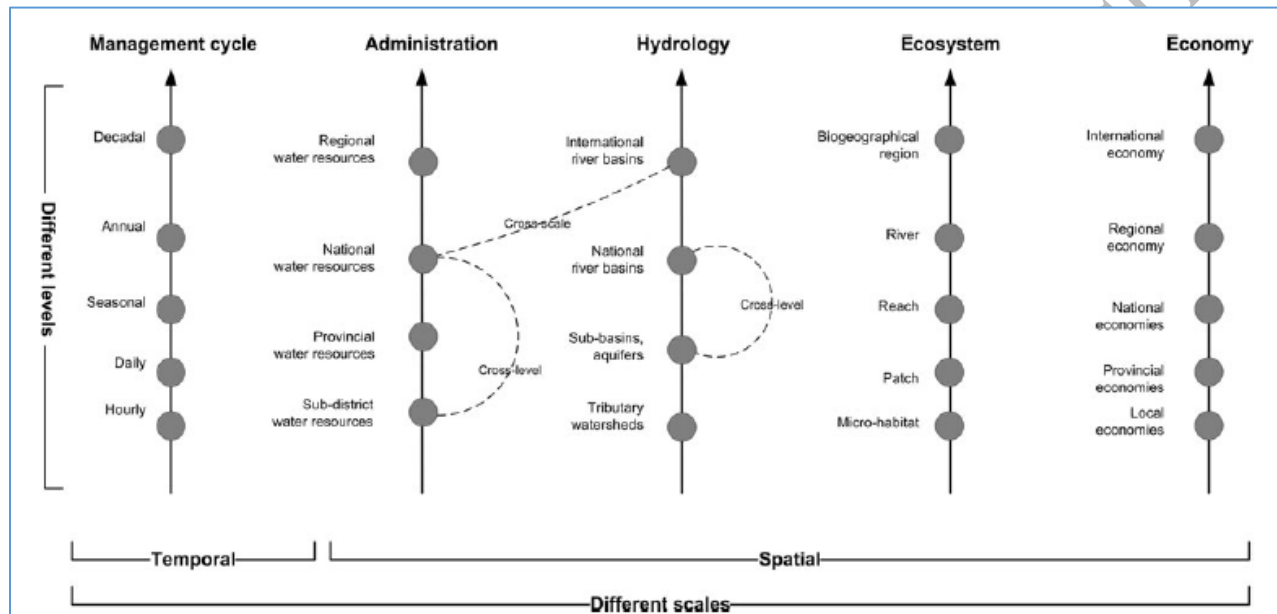 Management cycle
Administration
Hydrology
Ecosystem
Economy
Different levels
Decadal
Annual
Seasonal
Daily
Hourly
Regional
water resources
National
water resources
Provincial
water resources
Sub-district
water resources
Cross-scale
Cross-level
International
river basins
National
river basins
Sub-basins,
aquifers
Tributary
watersheds
Cross-level
Biogeographical
region
River
Reach
Patch
Micro-habitat
International
economy
Regional
economy
National
economies
Provincial
economies
Local
economies
Temporal
Spatial
Different scales